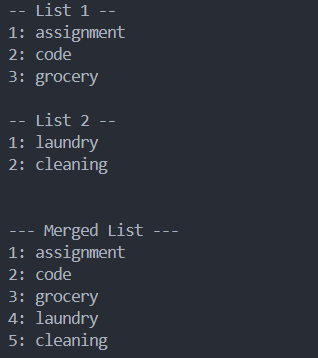 -- List 1 --
1: assignment
2: code
3: grocery
-- List 2 --
1: laundry
2: cleaning
--- Merged List ---
1: assignment
2: code
3: grocery
4: laundry
5: cleaning